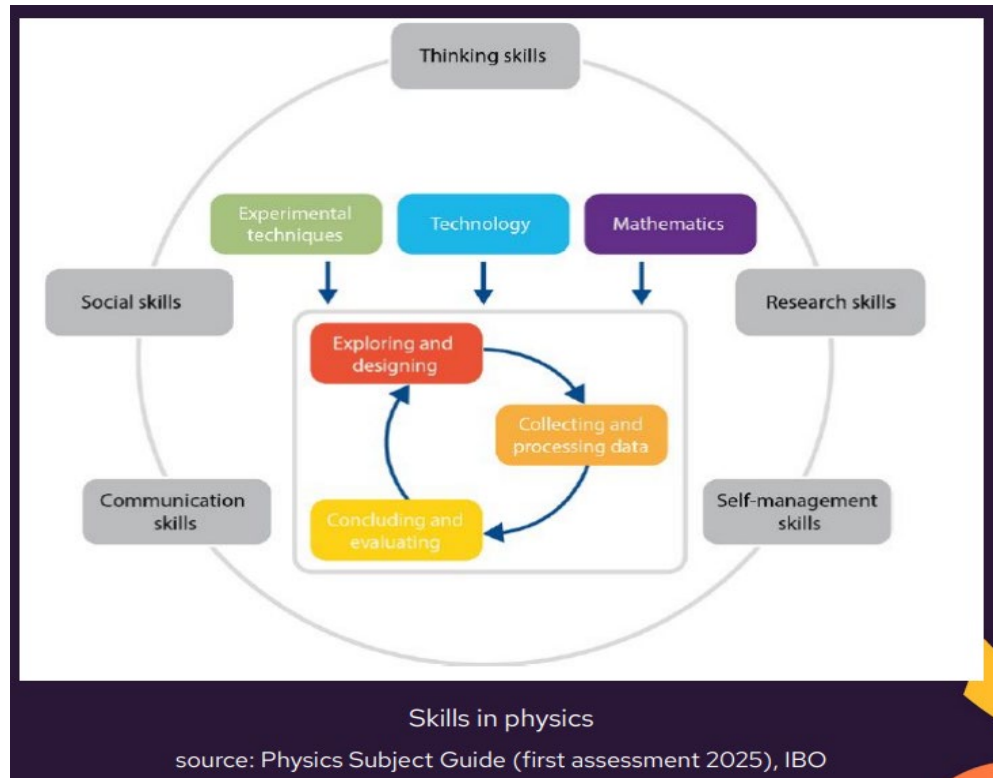 Thinking skills
Experimental
techniques
Technology
Mathematics
Social skills
Research skills
Exploring and
designing
Collecting and
processing data
Communication
skills
Self-management
skills
Concluding and
evaluating
Skills in physics
source: Physics Subject Guide (first assessment 2025), IBO